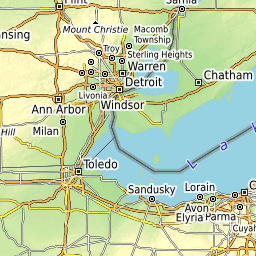 Flint
Sarnia
Mount Christie
Macomb
Township
Troy
Sterling Heights
Warren
Detroit
Chatham
Livonia
Windsor
Ann Arbor
Milan
Hill
Toledo
La
Sandusky
Lorain
Avon
Elyria
Parma
Cuyah